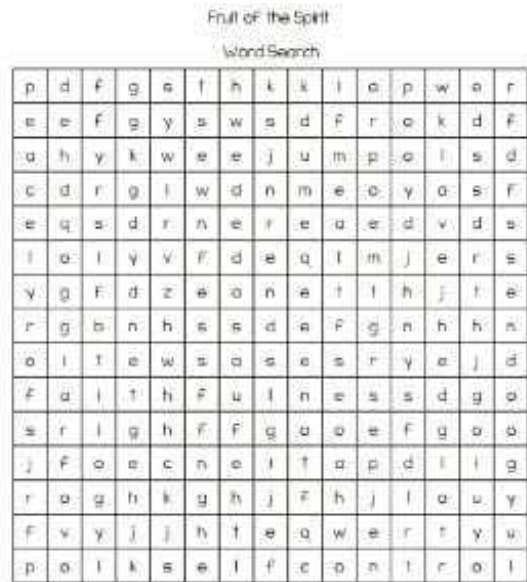 Fruit of the Spirit
Word Search
p d f g s t h k k l o p w e r
e e f g y s w s d f r o k d f
a h y k w e e j u m p o l s d
c d r g i w d n m e o y a s f
e q s d r n e r e a e d v d s
l o l y v f d e q t m j e r s
y g f d z e o n e t t h j t e
r g b n h s s d e f g n h h n
o i t e w s a s e s r y e j d
f a i t h f u l n e s s d g o
s r l g h f f g o o e f g o o
j f o e c n e i t a p d l i g
r o g h k g h j f h j l o u y
f v y j j h t e q w e r t y u
p o l k s e l f c o n t r o l